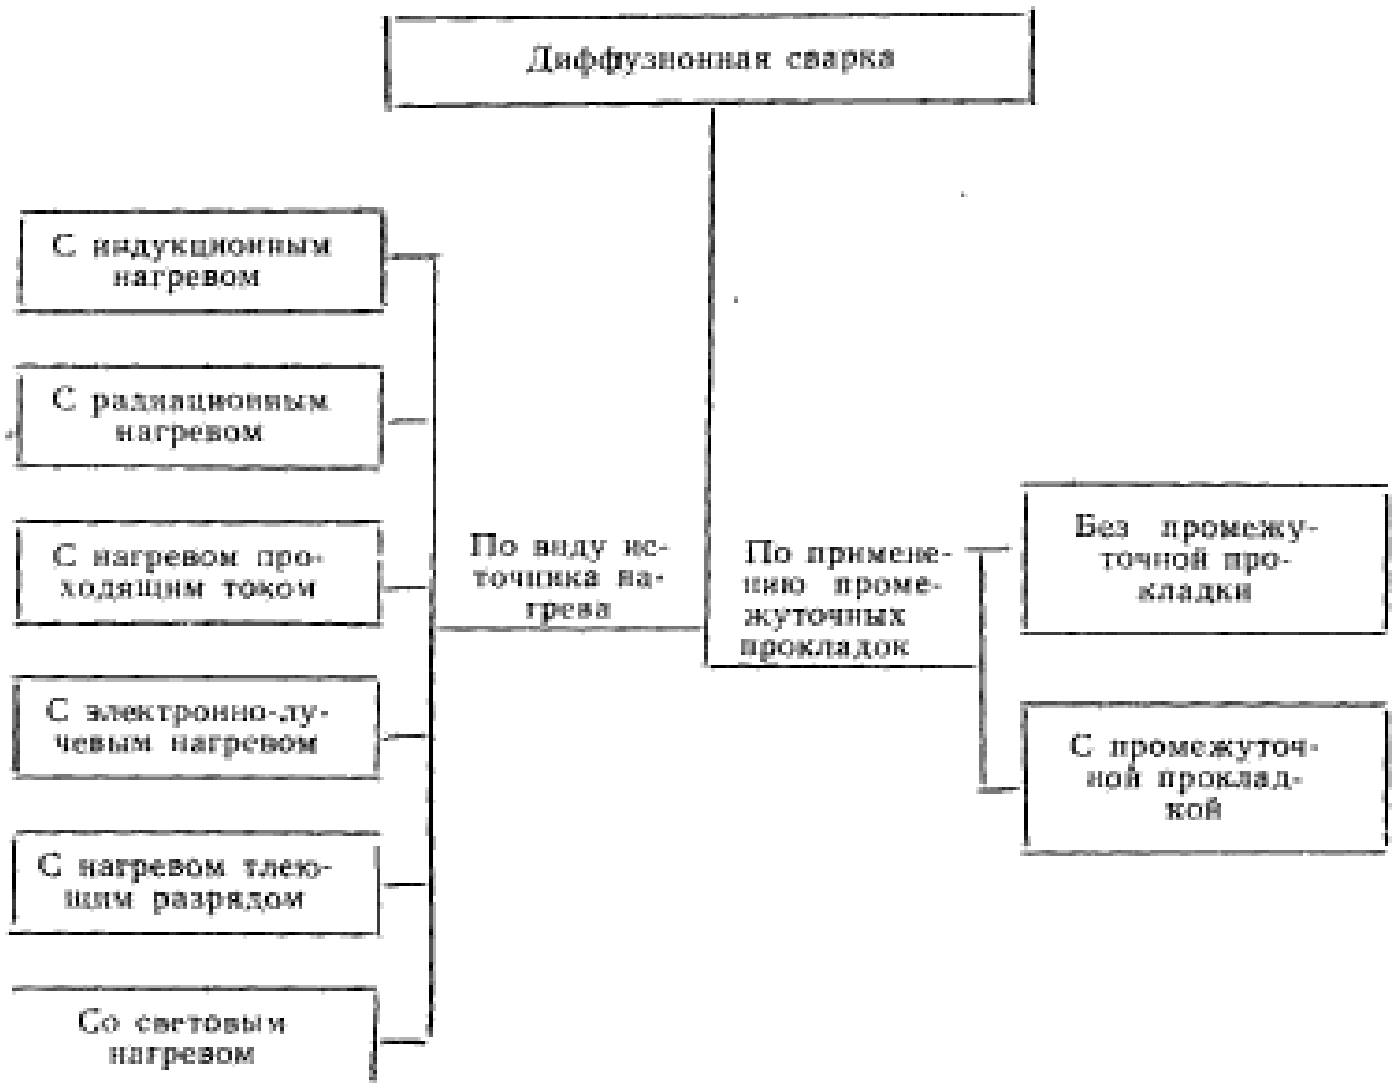 Диффузионная сварка
С индукционным
нагревом
С радиационным
нагревом
С нагревом про-
ходящим током
С электронно-лу-
чевым нагревом
С нагревом тлею-
щим разрядом
Со световым
нагревом
По виду ис-
точника на-
грева
По примене-
нию проме-
жуточных
прокладок
Без промежу-
точной про-
кладки
С промежуточ-
ной проклад-
кой